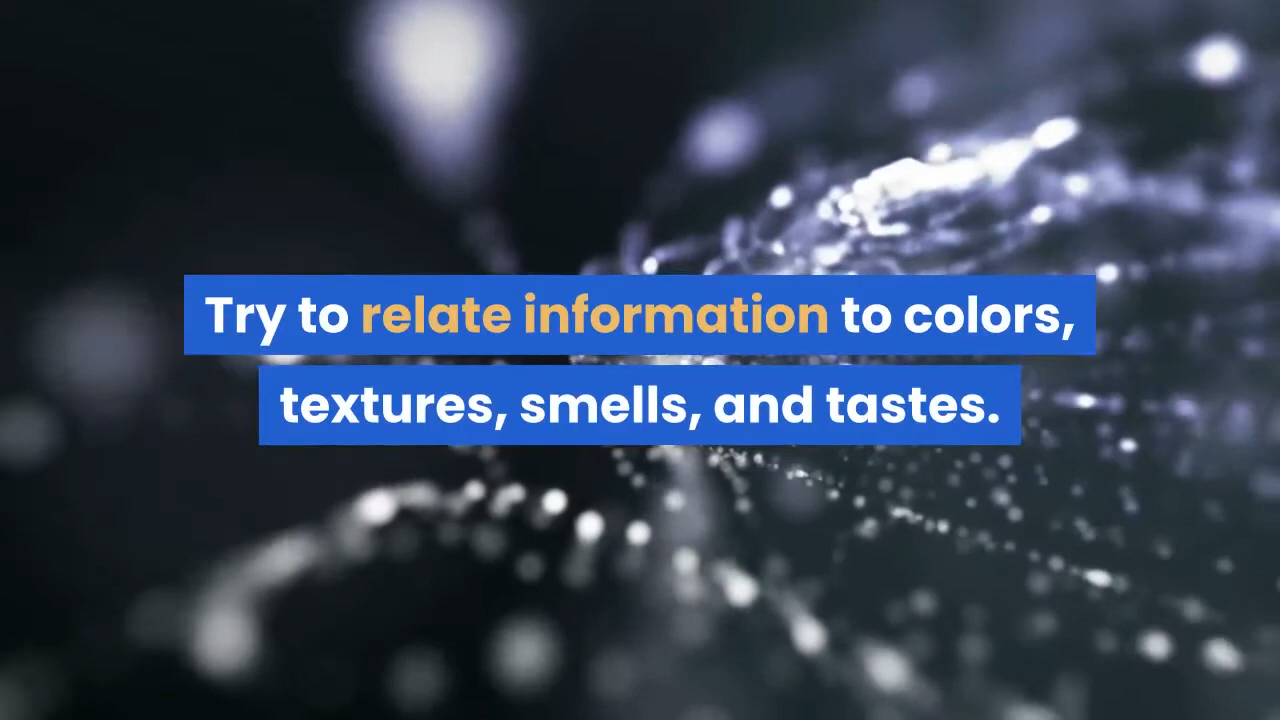 Try to relate information to colors,
textures, smells, and tastes.